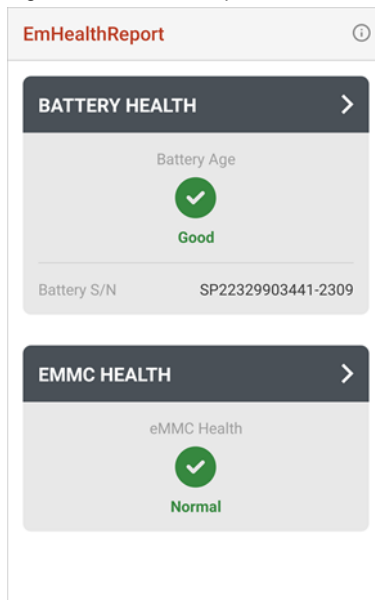 EmHealthReport
BATTERY HEALTH
Battery Age
Good
Battery S/N SP22329903441-2309
EMMC HEALTH
eMMC Health
Normal